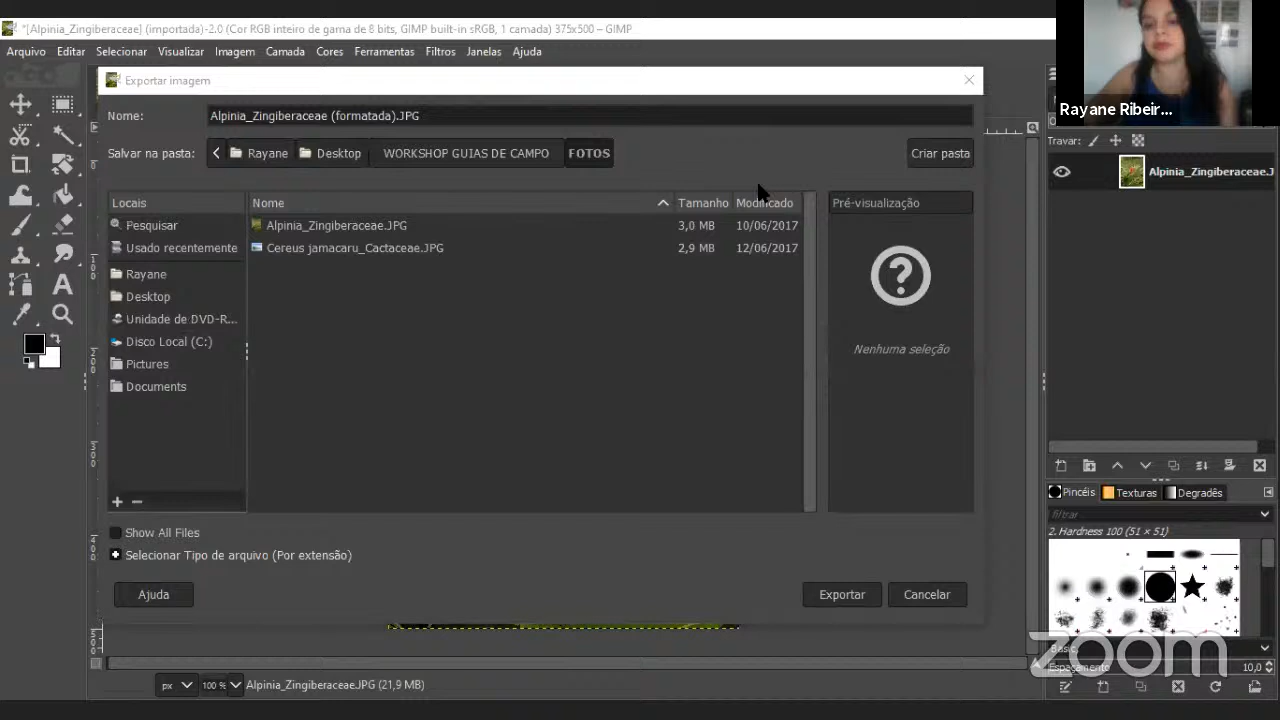 *[Alpinia_Zingiberaceae] (importada)-2.0 (Cor RGB inteiro de gama de 8 bits, GIMP built-in sRGB, 1 camada) 375x500 – GIMP
Arquivo Editar Selecionar Visualizar Imagem Camada Cores Ferramentas Filtros Janelas Ajuda
Exportar imagem
Rayane Ribeir...
Nome: Alpinia_Zingiberaceae (formatada).JPG
Salvar na pasta: Rayane Desktop WORKSHOP GUIAS DE CAMPO FOTOS Criar pasta
Travar:
Alpinia_Zingiberaceae.J
Locais Nome Tamanho Modificado Pré-visualização
Pesquisar Alpinia_Zingiberaceae.JPG 3,0 MB 10/06/2017
Usado recentemente Cereus jamacaru_Cactaceae.JPG 2,9 MB 12/06/2017
Rayane
Desktop
Unidade de DVD-R...
Disco Local (C:)
Nenhuma seleção
Pictures
Documents
Show All Files
Selecionar Tipo de arquivo (Por extensão)
Ajuda Exportar Cancelar
Pincéis Texturas Degradês
filtrar
2. Hardness 100 (51 × 51)
Basic,
Espaçamento 10,0
zoom
px 100 % Alpinia_Zingiberaceae.JPG (21,9 MB)